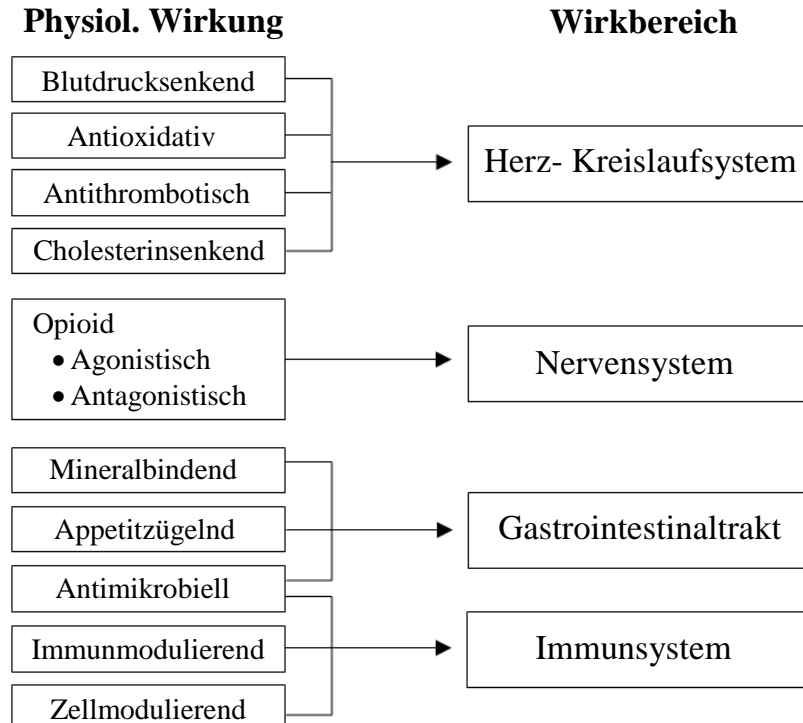 Physiol. Wirkung
Wirkbereich
Blutdrucksenkend
Antioxidativ
Antithrombotisch
Cholesterinsenkend
Herz- Kreislaufsystem
Opioid
• Agonistisch
• Antagonistisch
Nervensystem
Mineralbindend
Appetitzügelnd
Antimikrobiell
Gastrointestinaltrakt
Immunmodulierend
Zellmodulierend
Immunsystem